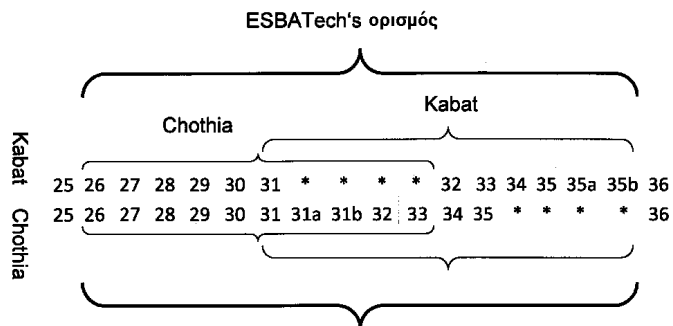 ESBATech's ορισμός
Kabat
Chothia
Kabat
25 26 27 28 29 30 31 * * * * 32 33 34 35 35a 35b 36
Chothia
25 26 27 28 29 30 31 31a 31b 32 33 34 35 * * * * 36